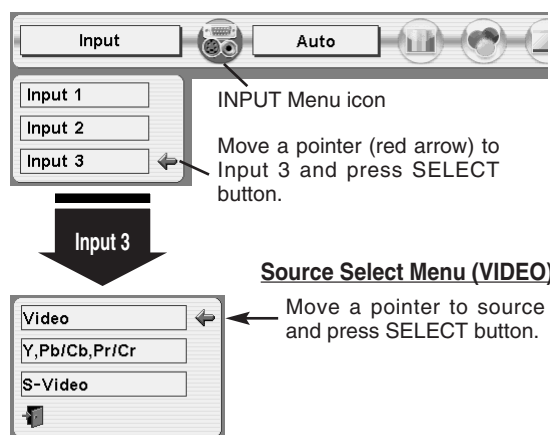 Input
Auto
Input 1
Input 2
Input 3
INPUT Menu icon
Move a pointer (red arrow) to
Input 3 and press SELECT
button.
Input 3
Source Select Menu (VIDEO)
Video
Y,Pb/Cb,Pr/Cr
S-Video
Move a pointer to source
and press SELECT button.